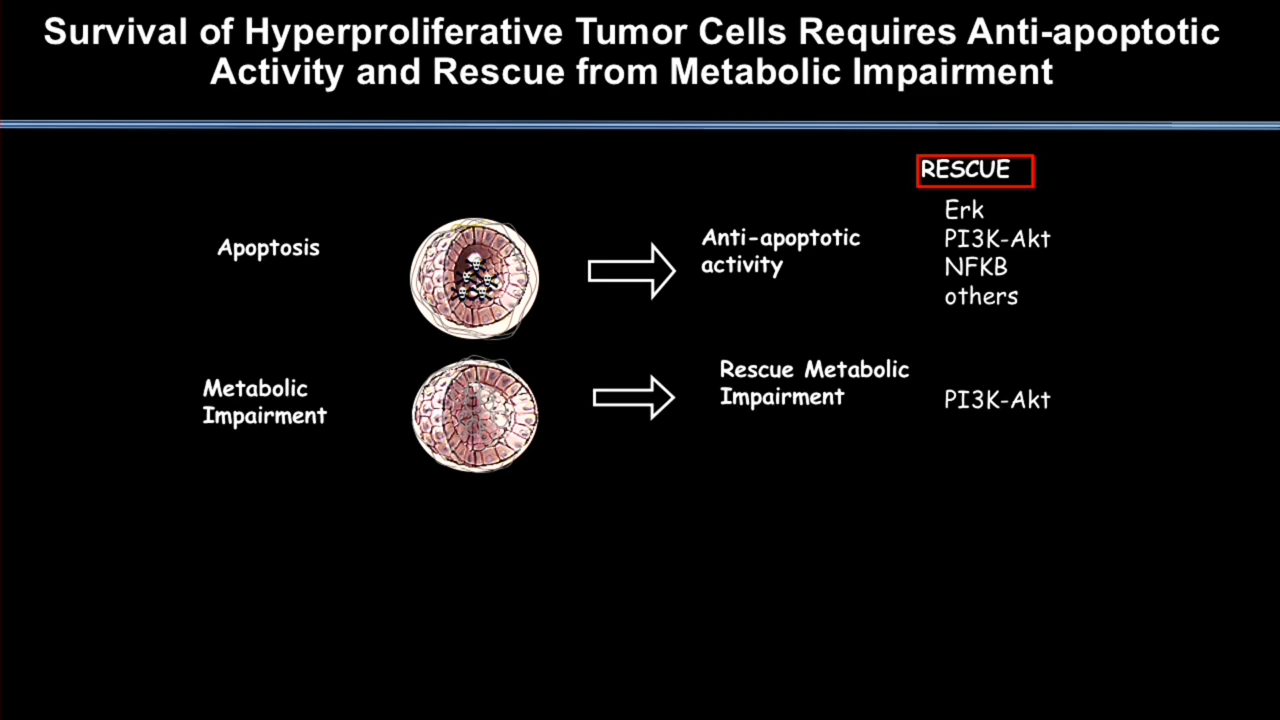 Survival of Hyperproliferative Tumor Cells Requires Anti-apoptotic
Activity and Rescue from Metabolic Impairment
RESCUE
Apoptosis
Anti-apoptotic
activity
Erk
PI3K-Akt
NFKB
others
Metabolic
Impairment
Rescue Metabolic
Impairment
PI3K-Akt